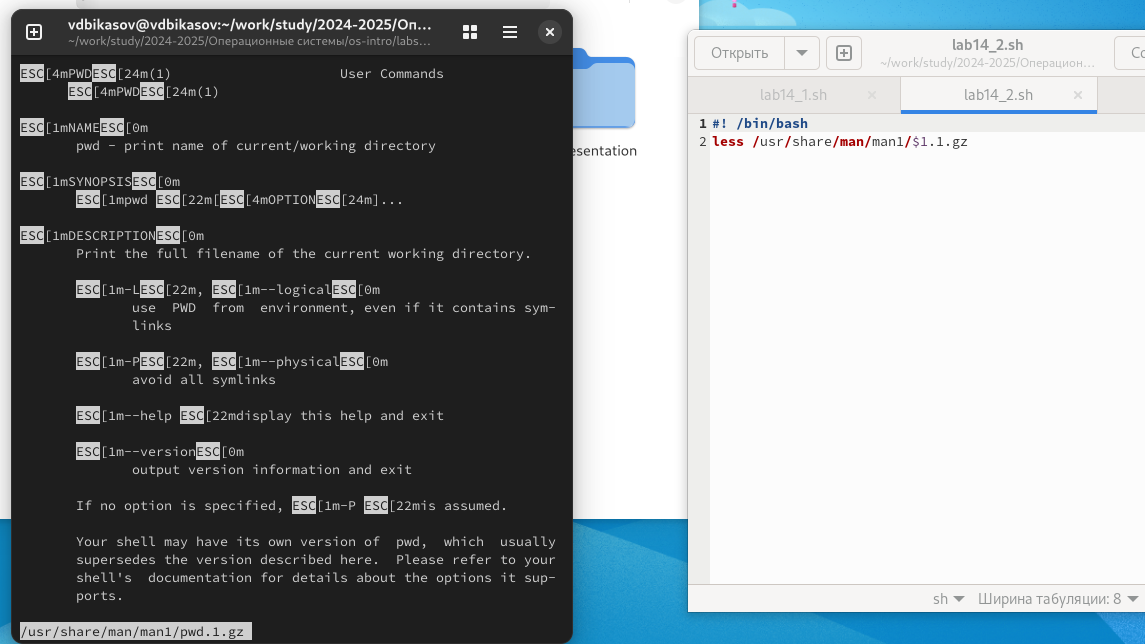 vdbikasov@vdbikasov:~/work/study/2024-2025/Оп...
~/work/study/2024-2025/Операционные системы/os-intro/labs...
ESC[4mPWDESC[24m(1) User Commands
ESC[4mPWDESC[24m(1)
ESC[1mNAMEESC[0m
pwd - print name of current/working directory
ESC[1mSYNOPSISESC[0m
ESC[1mpwd ESC[22m[ESC[4mOPTIONESC[24m]...
ESC[1mDESCRIPTIONESC[0m
Print the full filename of the current working directory.
ESC[1m-LESC[22m, ESC[1m--logicalESC[0m
use PWD from environment, even if it contains sym-
links
ESC[1m-PESC[22m, ESC[1m--physicalESC[0m
avoid all symlinks
ESC[1m--help ESC[22mdisplay this help and exit
ESC[1m--versionESC[0m
output version information and exit
If no option is specified, ESC[1m-P ESC[22mis assumed.
Your shell may have its own version of pwd, which usually
supersedes the version described here. Please refer to your
shell's documentation for details about the options it sup-
ports.
/usr/share/man/man1/pwd.1.gz
esentation
Открыть
lab14_2.sh
~/work/study/2024-2025/Операцион...
Со
lab14_1.sh ×
lab14_2.sh ×
1 #! /bin/bash
2 less /usr/share/man/man1/$1.1.gz
sh Ширина табуляции: 8